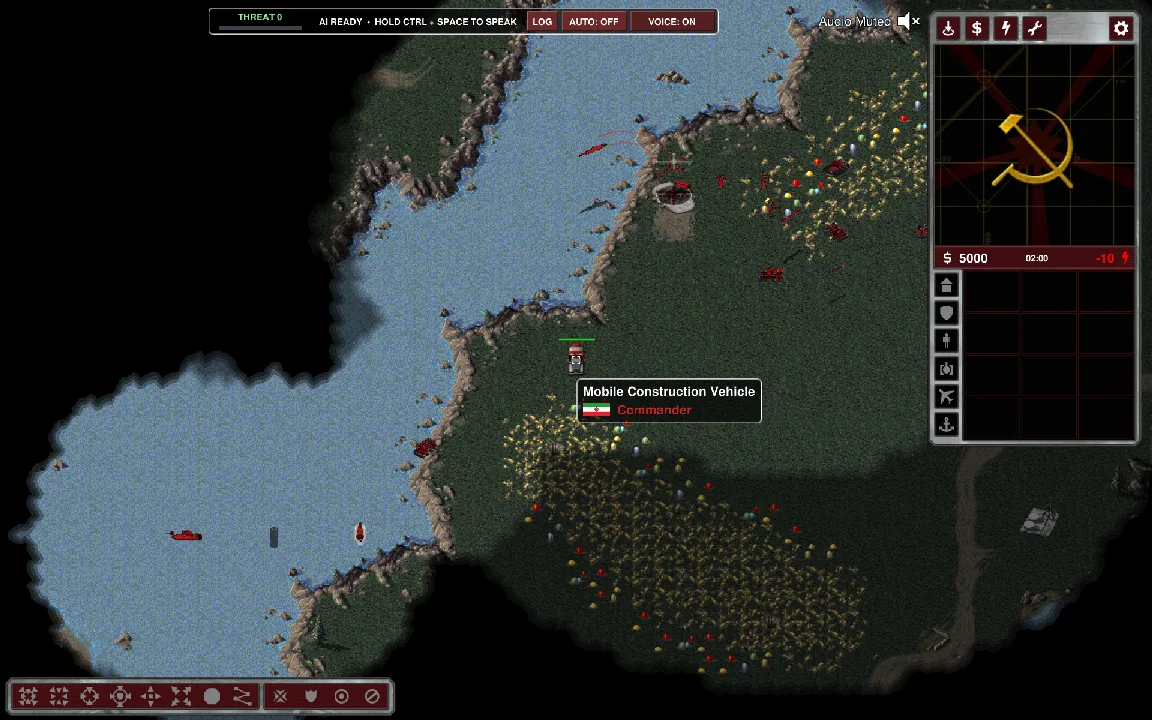 THREAT 0
AI READY · HOLD CTRL + SPACE TO SPEAK
LOG
AUTO: OFF
VOICE: ON
Audio Muted
$
$ 5000
02:00
-10
Mobile Construction Vehicle
Commander